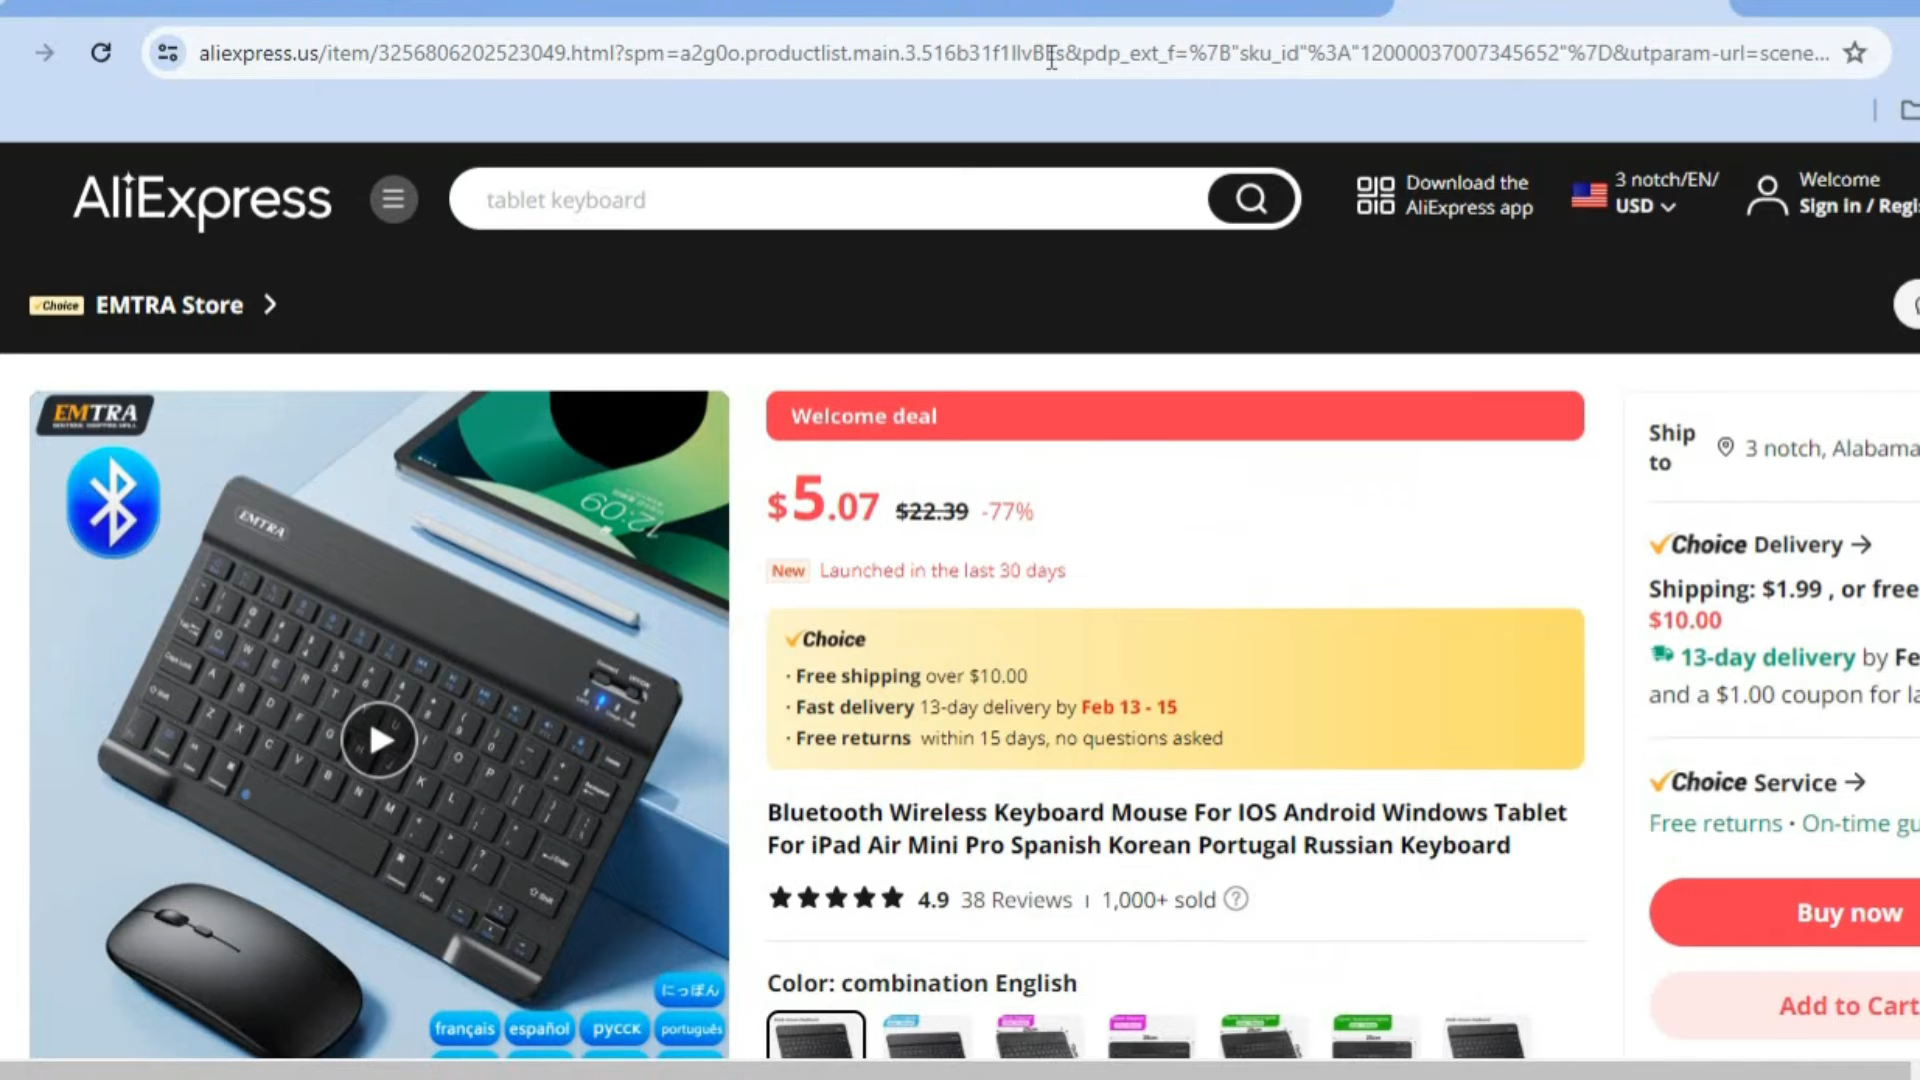 aliexpress.us/item/3256806202523049.html?spm=a2g0o.productlist.main.3.516b31f1llvBEs&pdp_ext_f=%7B"sku_id"%3A"12000037007345652"%7D&utparam-url=scene...
AliExpress
tablet keyboard
Download the
AliExpress app
3 notch/EN/
USD
Welcome
Sign in / Regi
Choice EMTRA Store
EMTRA
EMTRA
12:09
français
español
русск
português
にっぽん
Welcome deal
$5.07 $22.39 -77%
New Launched in the last 30 days
Choice
· Free shipping over $10.00
· Fast delivery 13-day delivery by Feb 13 - 15
· Free returns within 15 days, no questions asked
Bluetooth Wireless Keyboard Mouse For IOS Android Windows Tablet
For iPad Air Mini Pro Spanish Korean Portugal Russian Keyboard
4.9 38 Reviews 1,000+ sold
Color: combination English
Ship
to
3 notch, Alabama
Choice Delivery
Shipping: $1.99 , or free
$10.00
13-day delivery by Fe
and a $1.00 coupon for la
Choice Service
Free returns · On-time gu
Buy now
Add to Cart